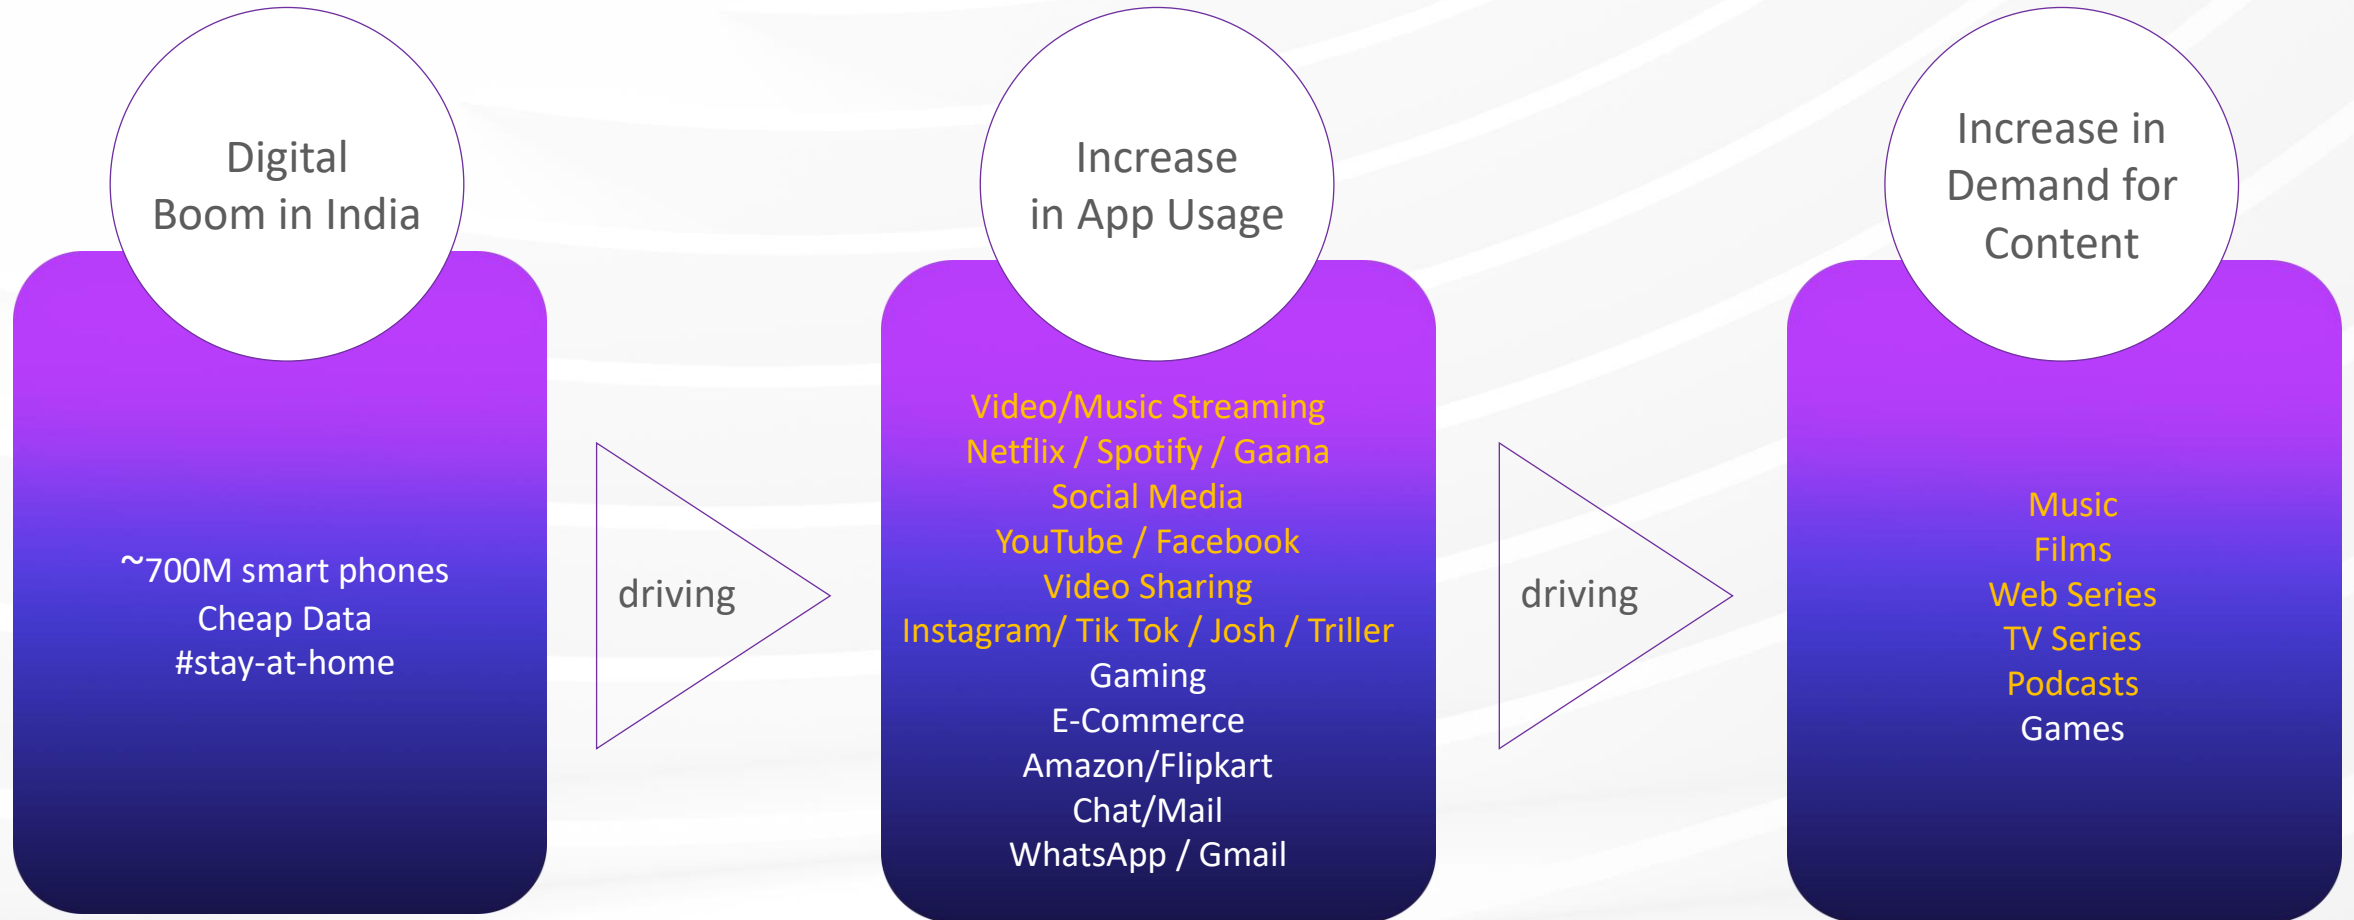 Digital
Boom in India
~700M smart phones
Cheap Data
#stay-at-home
driving
Increase
in App Usage
Video/Music Streaming
Netflix / Spotify / Gaana
Social Media
YouTube / Facebook
Video Sharing
Instagram/ Tik Tok / Josh / Triller
Gaming
E-Commerce
Amazon/Flipkart
Chat/Mail
WhatsApp / Gmail
driving
Increase in
Demand for
Content
Music
Films
Web Series
TV Series
Podcasts
Games